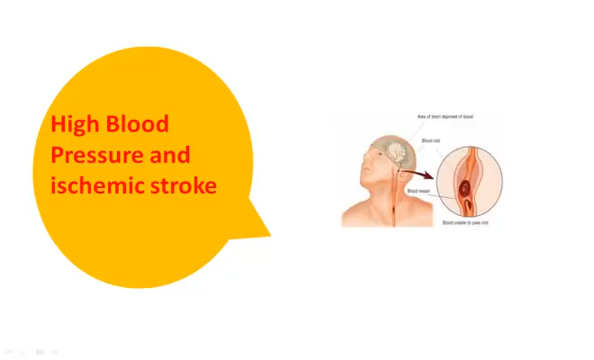 High Blood
Pressure and
ischemic stroke
Area of brain deprived of blood
Blood clot
Blood vessel
Blood unable to pass clot